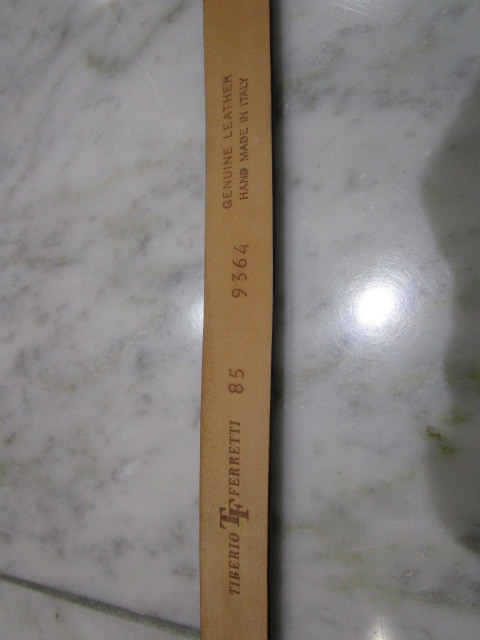 TIBERIO TF FERRETTI 85 9364
GENUINE LEATHER
HAND MADE IN ITALY